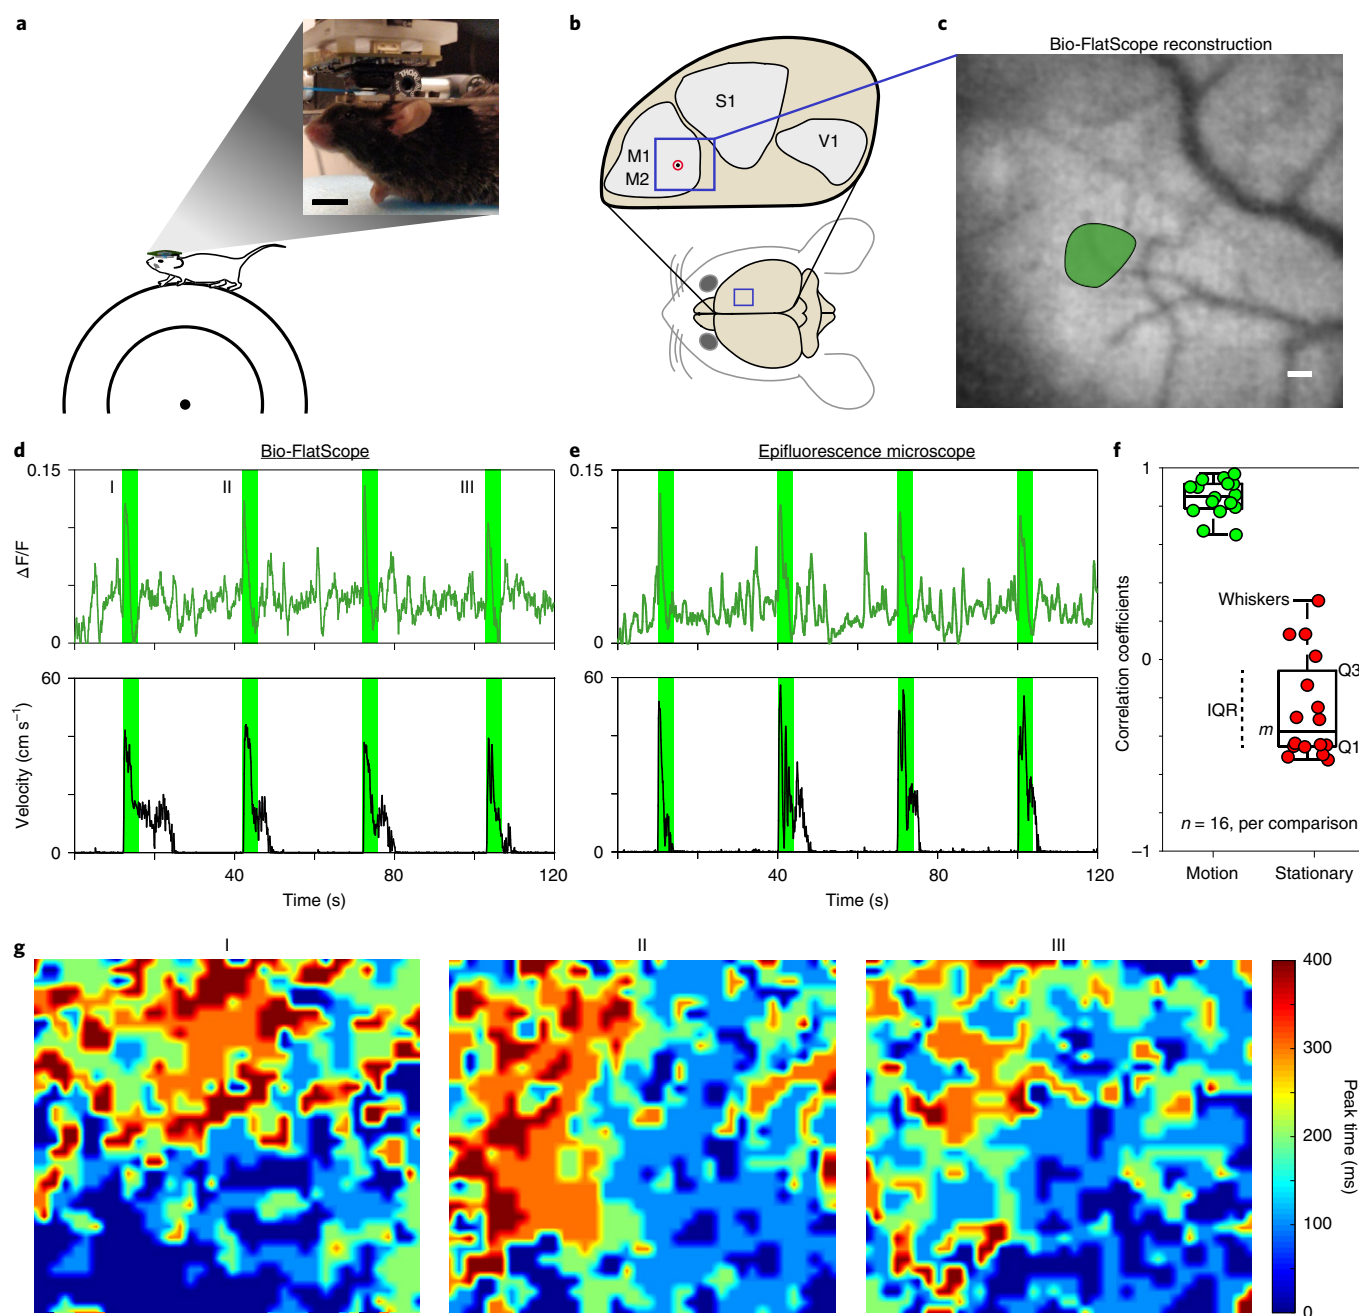 a
b
c
Bio-FlatScope reconstruction
S1
V1
M1
M2
d
Bio-FlatScope
e
Epifluorescence microscope
f
0.15
I
II
III
ΔF/F
0
0.15
0
60
Velocity (cm s⁻¹)
0
40
80
120
Time (s)
60
0
40
80
120
Time (s)
1
Correlation coefficients
Whiskers
0
Q3
IQR
m
Q1
n = 16, per comparison
–1
Motion
Stationary
g
I
II
III
400
300
200
100
0
Peak time (ms)